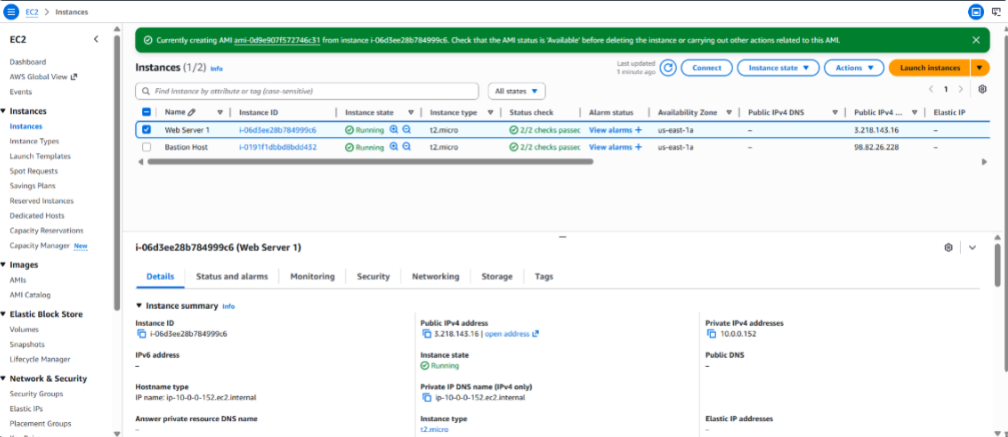 EC2 > Instances
EC2
Dashboard
AWS Global View
Events
Instances
Instances
Instance Types
Launch Templates
Spot Requests
Savings Plans
Reserved Instances
Dedicated Hosts
Capacity Reservations
Capacity Manager New
Images
AMIs
AMI Catalog
Elastic Block Store
Volumes
Snapshots
Lifecycle Manager
Network & Security
Security Groups
Elastic IPs
Placement Groups
Currently creating AMI ami-0d9e907f572746c31 from instance i-06d3ee28b784999c6. Check that the AMI status is 'Available' before deleting the instance or carrying out other actions related to this AMI.
Instances (1/2) Info
Last updated
1 minute ago
Connect Instance state Actions Launch instances
Find Instance by attribute or tag (case-sensitive) All states 1
Name Instance ID Instance state Instance type Status check Alarm status Availability Zone Public IPv4 DNS Public IPv4 ... Elastic IP
Web Server 1 i-06d3ee28b784999c6 Running t2.micro 2/2 checks passec View alarms + us-east-1a – 3.218.143.16 –
Bastion Host i-0191f1dbbd8bdd432 Running t2.micro 2/2 checks passec View alarms + us-east-1a – 98.82.26.228 –
i-06d3ee28b784999c6 (Web Server 1)
Details Status and alarms Monitoring Security Networking Storage Tags
Instance summary Info
Instance ID
i-06d3ee28b784999c6
Public IPv4 address
3.218.143.16 | open address
Private IPv4 addresses
10.0.0.152
IPv6 address
–
Instance state
Running
Public DNS
–
Hostname type
IP name: ip-10-0-0-152.ec2.internal
Private IP DNS name (IPv4 only)
ip-10-0-0-152.ec2.internal
Answer private resource DNS name
–
Instance type
t2.micro
Elastic IP addresses
–